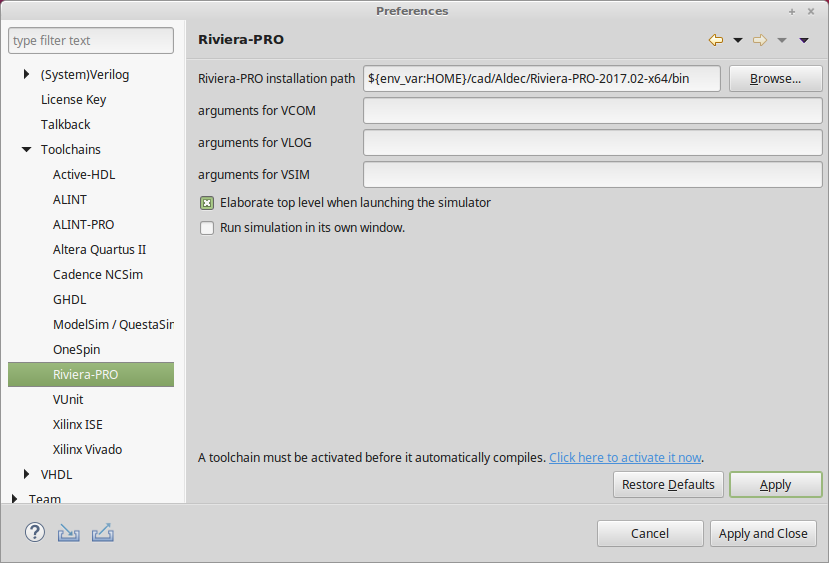 Preferences
type filter text
(System)Verilog
License Key
Talkback
Toolchains
Active-HDL
ALINT
ALINT-PRO
Altera Quartus II
Cadence NCSim
GHDL
ModelSim / QuestaSim
OneSpin
Riviera-PRO
VUnit
Xilinx ISE
Xilinx Vivado
VHDL
Team
Riviera-PRO
Riviera-PRO installation path ${env_var:HOME}/cad/Aldec/Riviera-PRO-2017.02-x64/bin Browse...
arguments for VCOM
arguments for VLOG
arguments for VSIM
Elaborate top level when launching the simulator
Run simulation in its own window.
A toolchain must be activated before it automatically compiles. Click here to activate it now.
Restore Defaults Apply
? Cancel Apply and Close